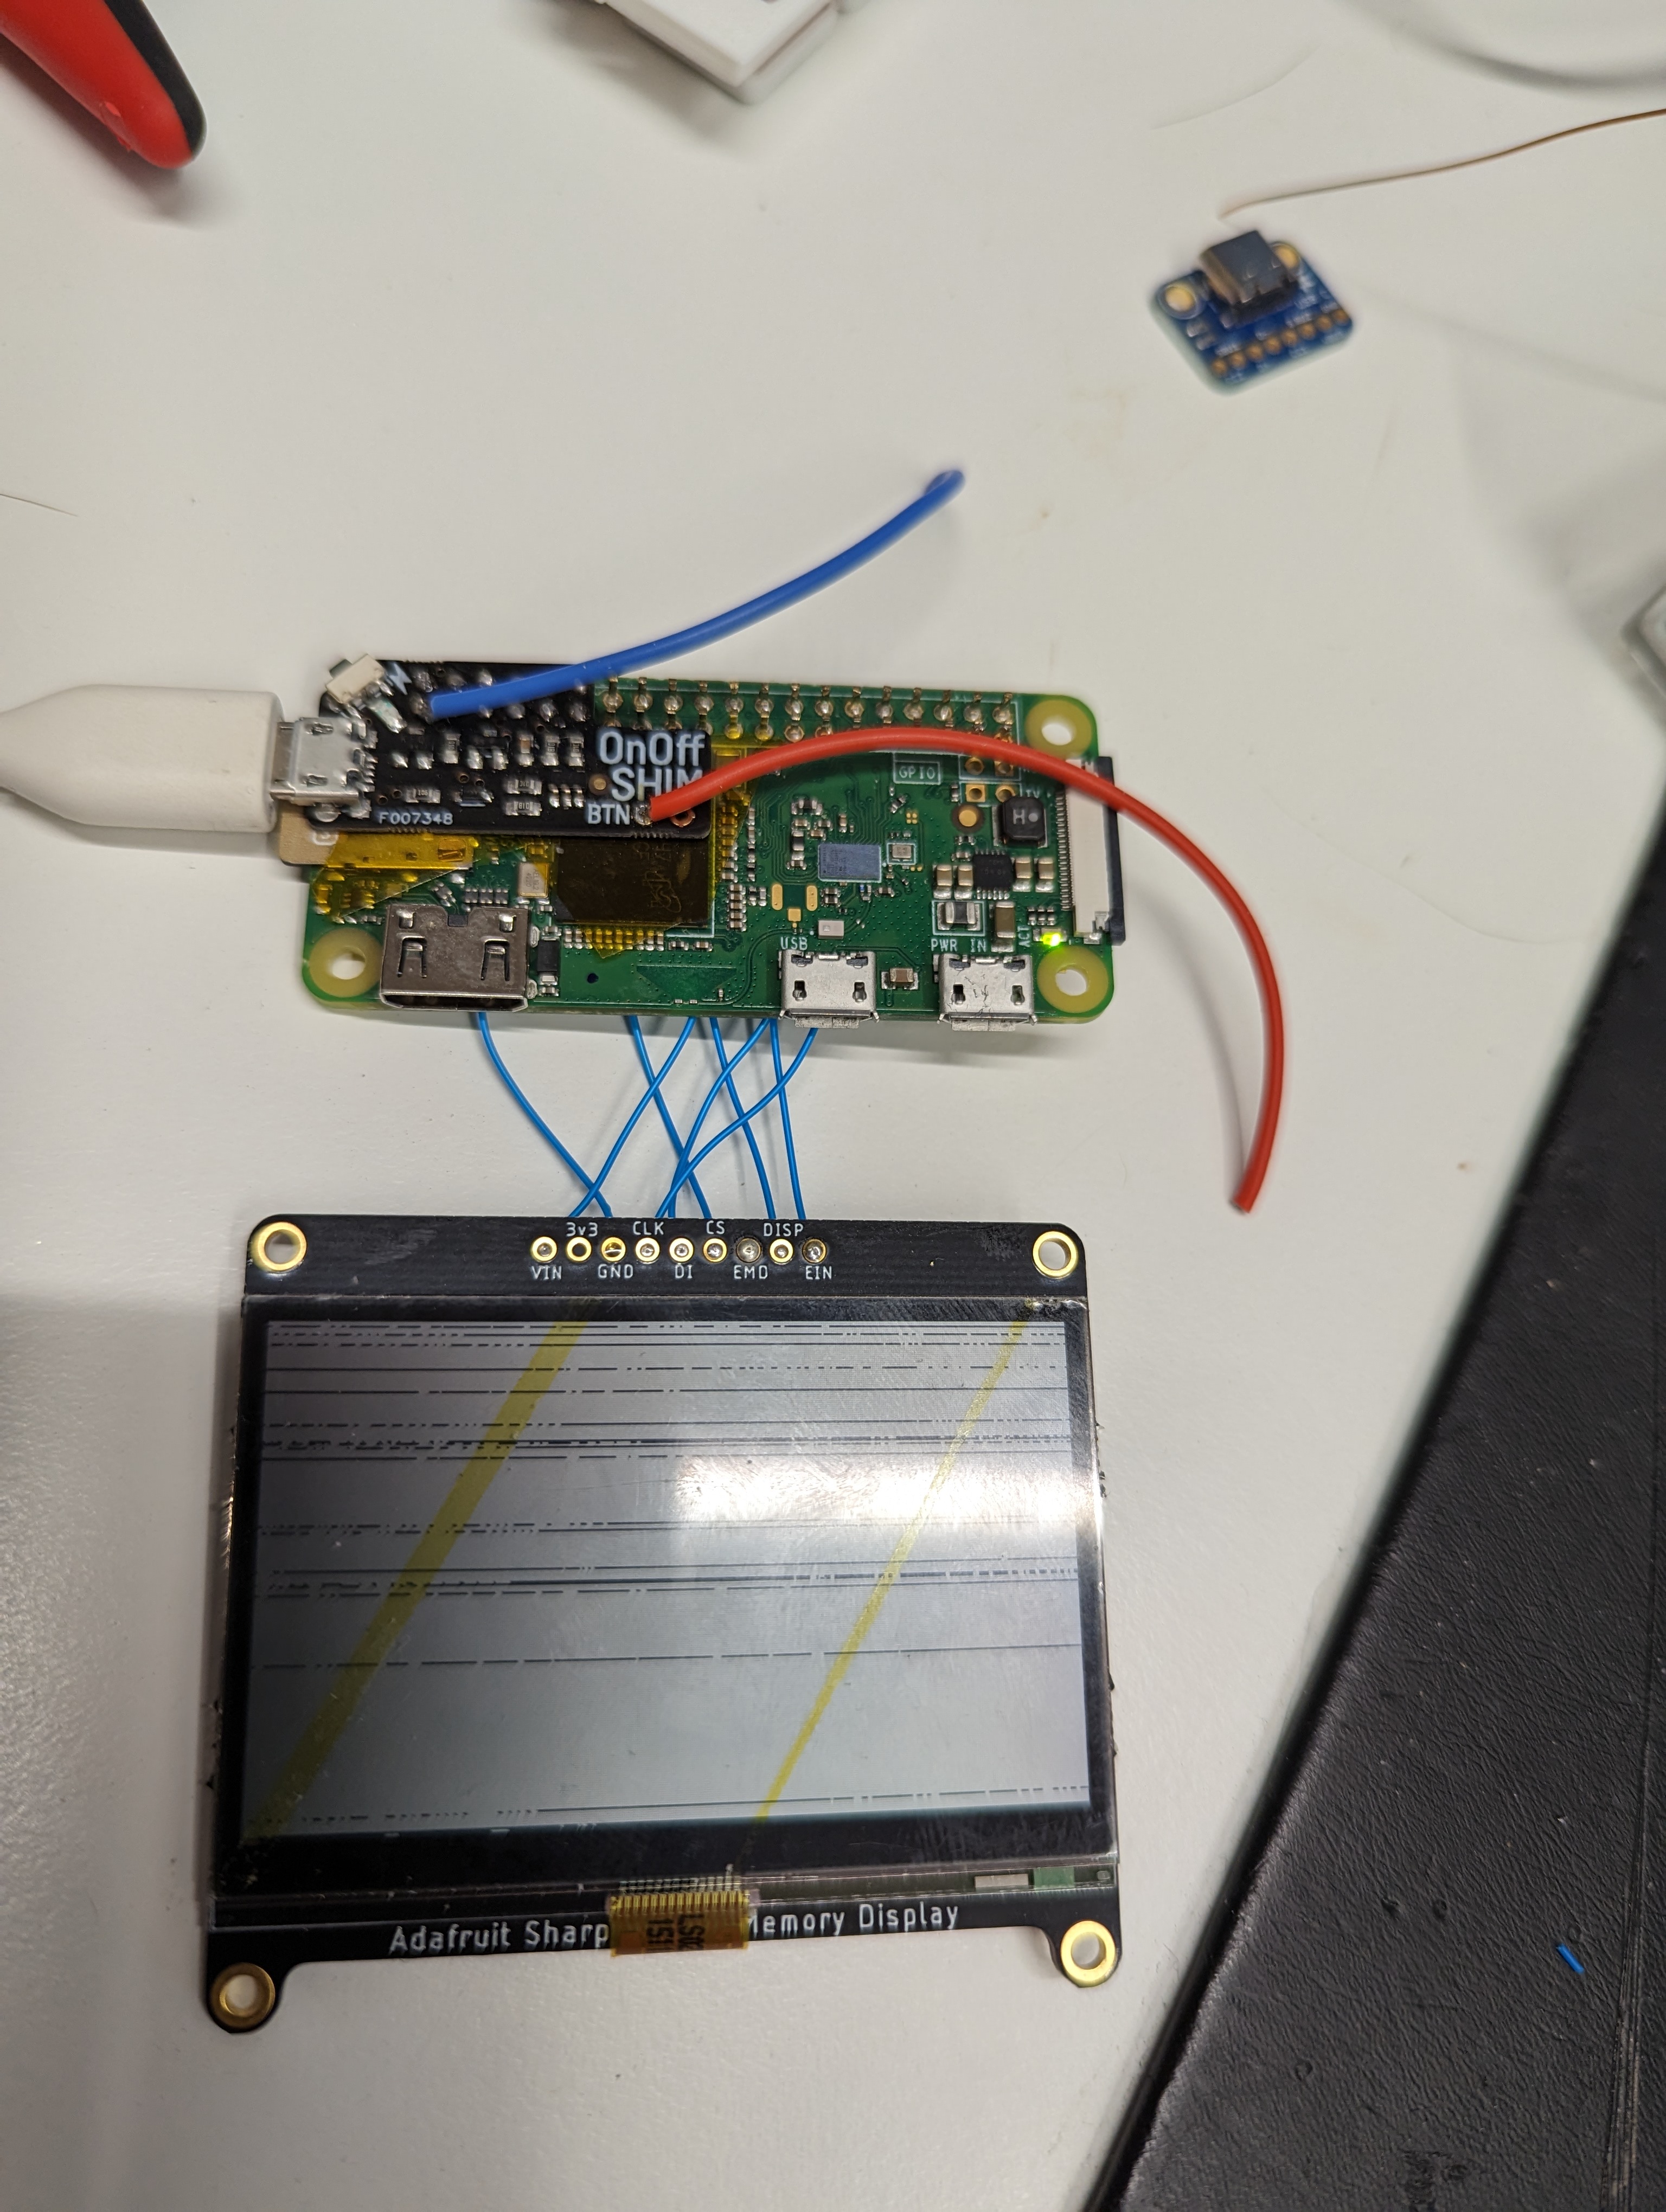 OnOff
SHIM
BTN
F007348
GPIO
TV
H
USB
PWR IN
ACT
3v3 CLK CS DISP
VIN GND DI EMD EIN
Adafruit Sharp Memory Display